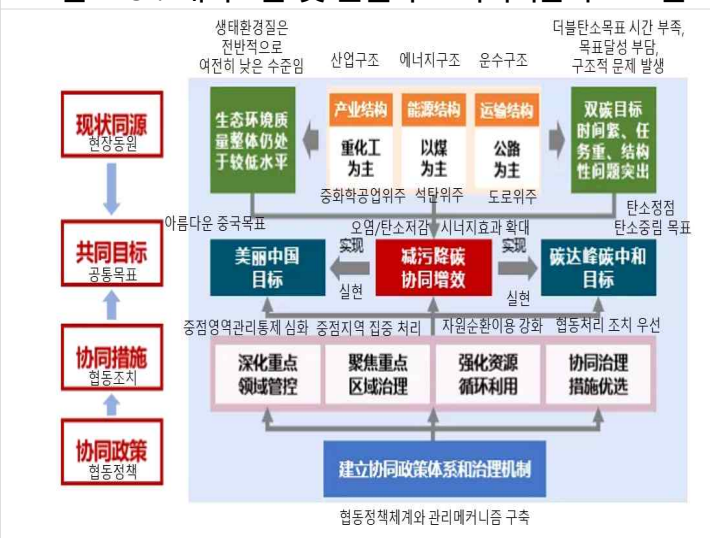 생태환경질은
전반적으로
여전히 낮은 수준임
산업구조
에너지구조
운수구조
더블탄소목표 시간 부족,
목표달성 부담,
구조적 문제 발생
现状同源
현장동원
生态环境质
量整体仍处
于较低水平
产业结构
重化工
为主
能源结构
以煤
为主
运输结构
公路
为主
双碳目标
时间紧、任
务重、结构
性问题突出
중화학공업위주
석탄위주
도로위주
아름다운 중국목표
오염/탄소저감
시너지효과 확대
탄소정점
탄소중립 목표
共同目标
공통목표
美丽中国
目标
实现
실현
减污降碳
协同增效
实现
실현
碳达峰碳中和
目标
중점영역관리통제 심화
중점지역 집중 처리
자원순환이용 강화
협동처리 조치 우선
协同措施
협동조치
深化重点
领域管控
聚焦重点
区域治理
强化资源
循环利用
协同治理
措施优选
协同政策
협동정책
建立协同政策体系和治理机制
협동정책체계와 관리메커니즘 구축